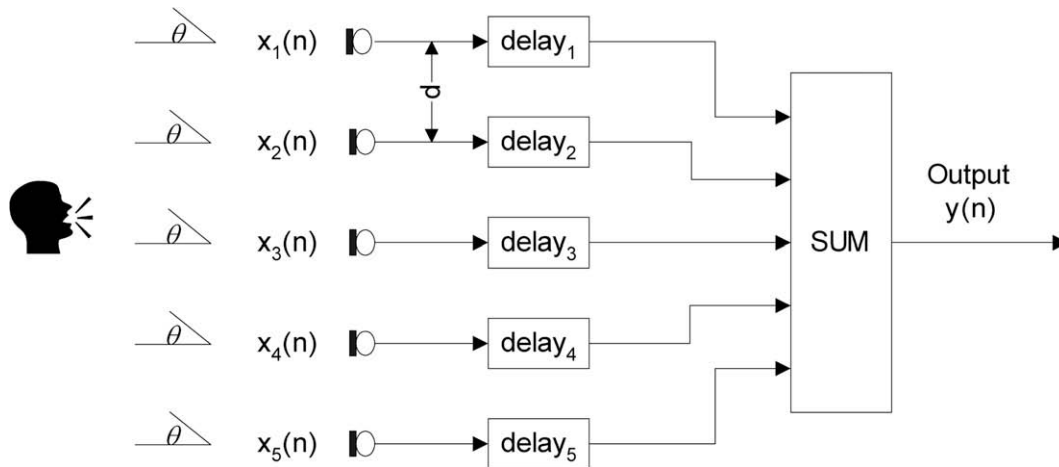 θ x₁(n) delay₁
d
θ x₂(n) delay₂
Output
y(n)
θ x₃(n) delay₃ SUM
θ x₄(n) delay₄
θ x₅(n) delay₅